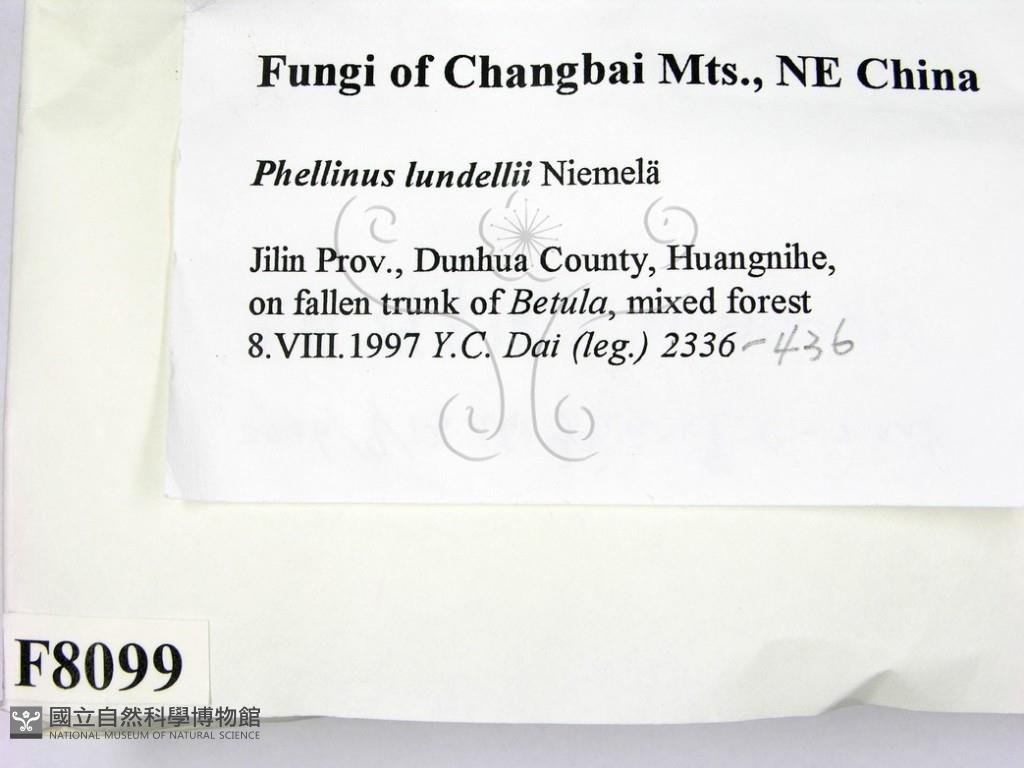 Fungi of Changbai Mts., NE China
Phellinus lundellii Niemelä
Jilin Prov., Dunhua County, Huangnihe,
on fallen trunk of Betula, mixed forest
8.VIII.1997 Y.C. Dai (leg.) 2336-436
F8099
國立自然科學博物館
NATIONAL MUSEUM OF NATURAL SCIENCE